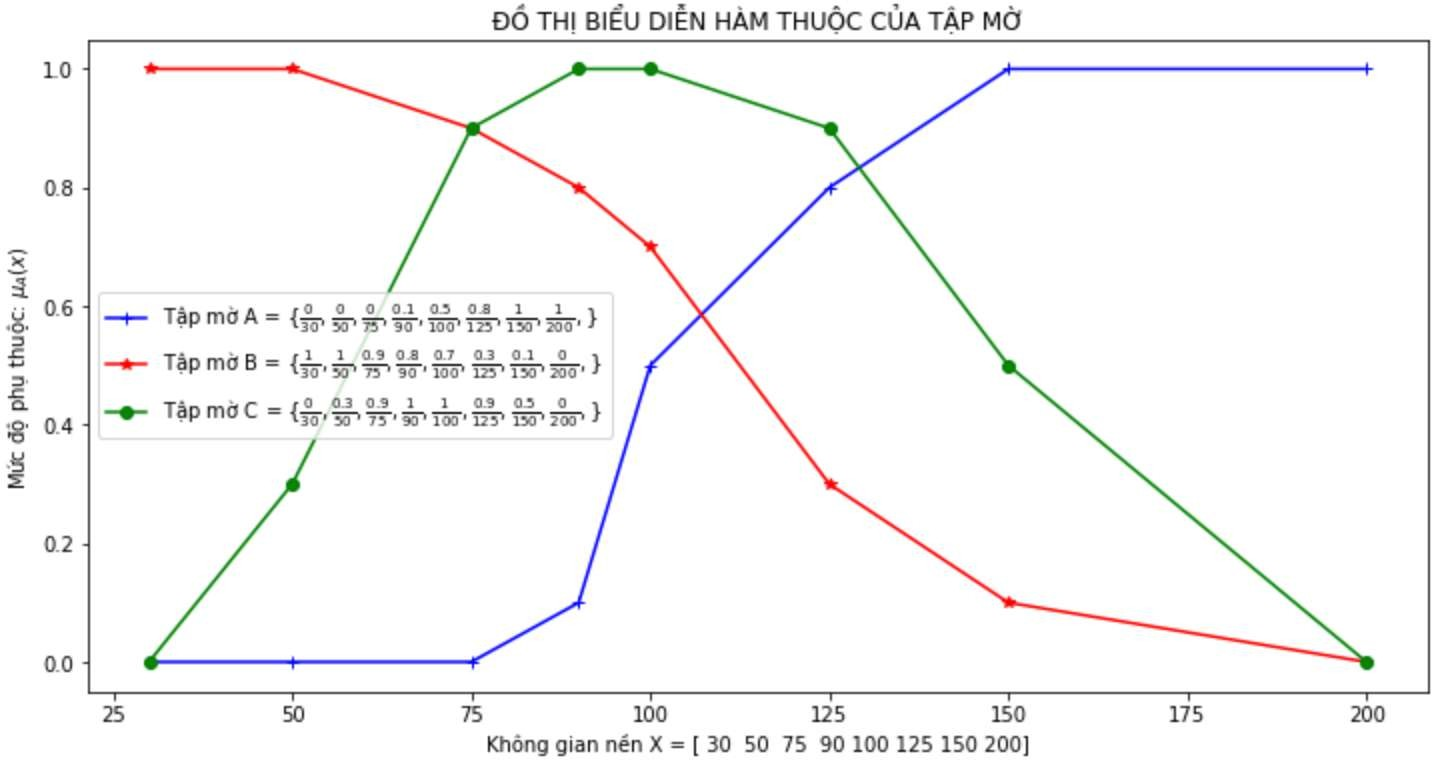 ĐỒ THỊ BIỂU DIỄN HÀM THUỘC CỦA TẬP MỜ
Mức độ phụ thuộc: μ_A(x)
1.0
0.8
0.6
0.4
0.2
0.0
Tập mờ A = {0/30, 0/50, 0/75, 0.1/90, 0.5/100, 0.8/125, 1/150, 1/200, }
Tập mờ B = {1/30, 1/50, 0.9/75, 0.8/90, 0.7/100, 0.3/125, 0.1/150, 0/200, }
Tập mờ C = {0/30, 0.3/50, 0.9/75, 1/90, 1/100, 0.9/125, 0.5/150, 0/200, }
25 50 75 100 125 150 175 200
Không gian nền X = [ 30 50 75 90 100 125 150 200]